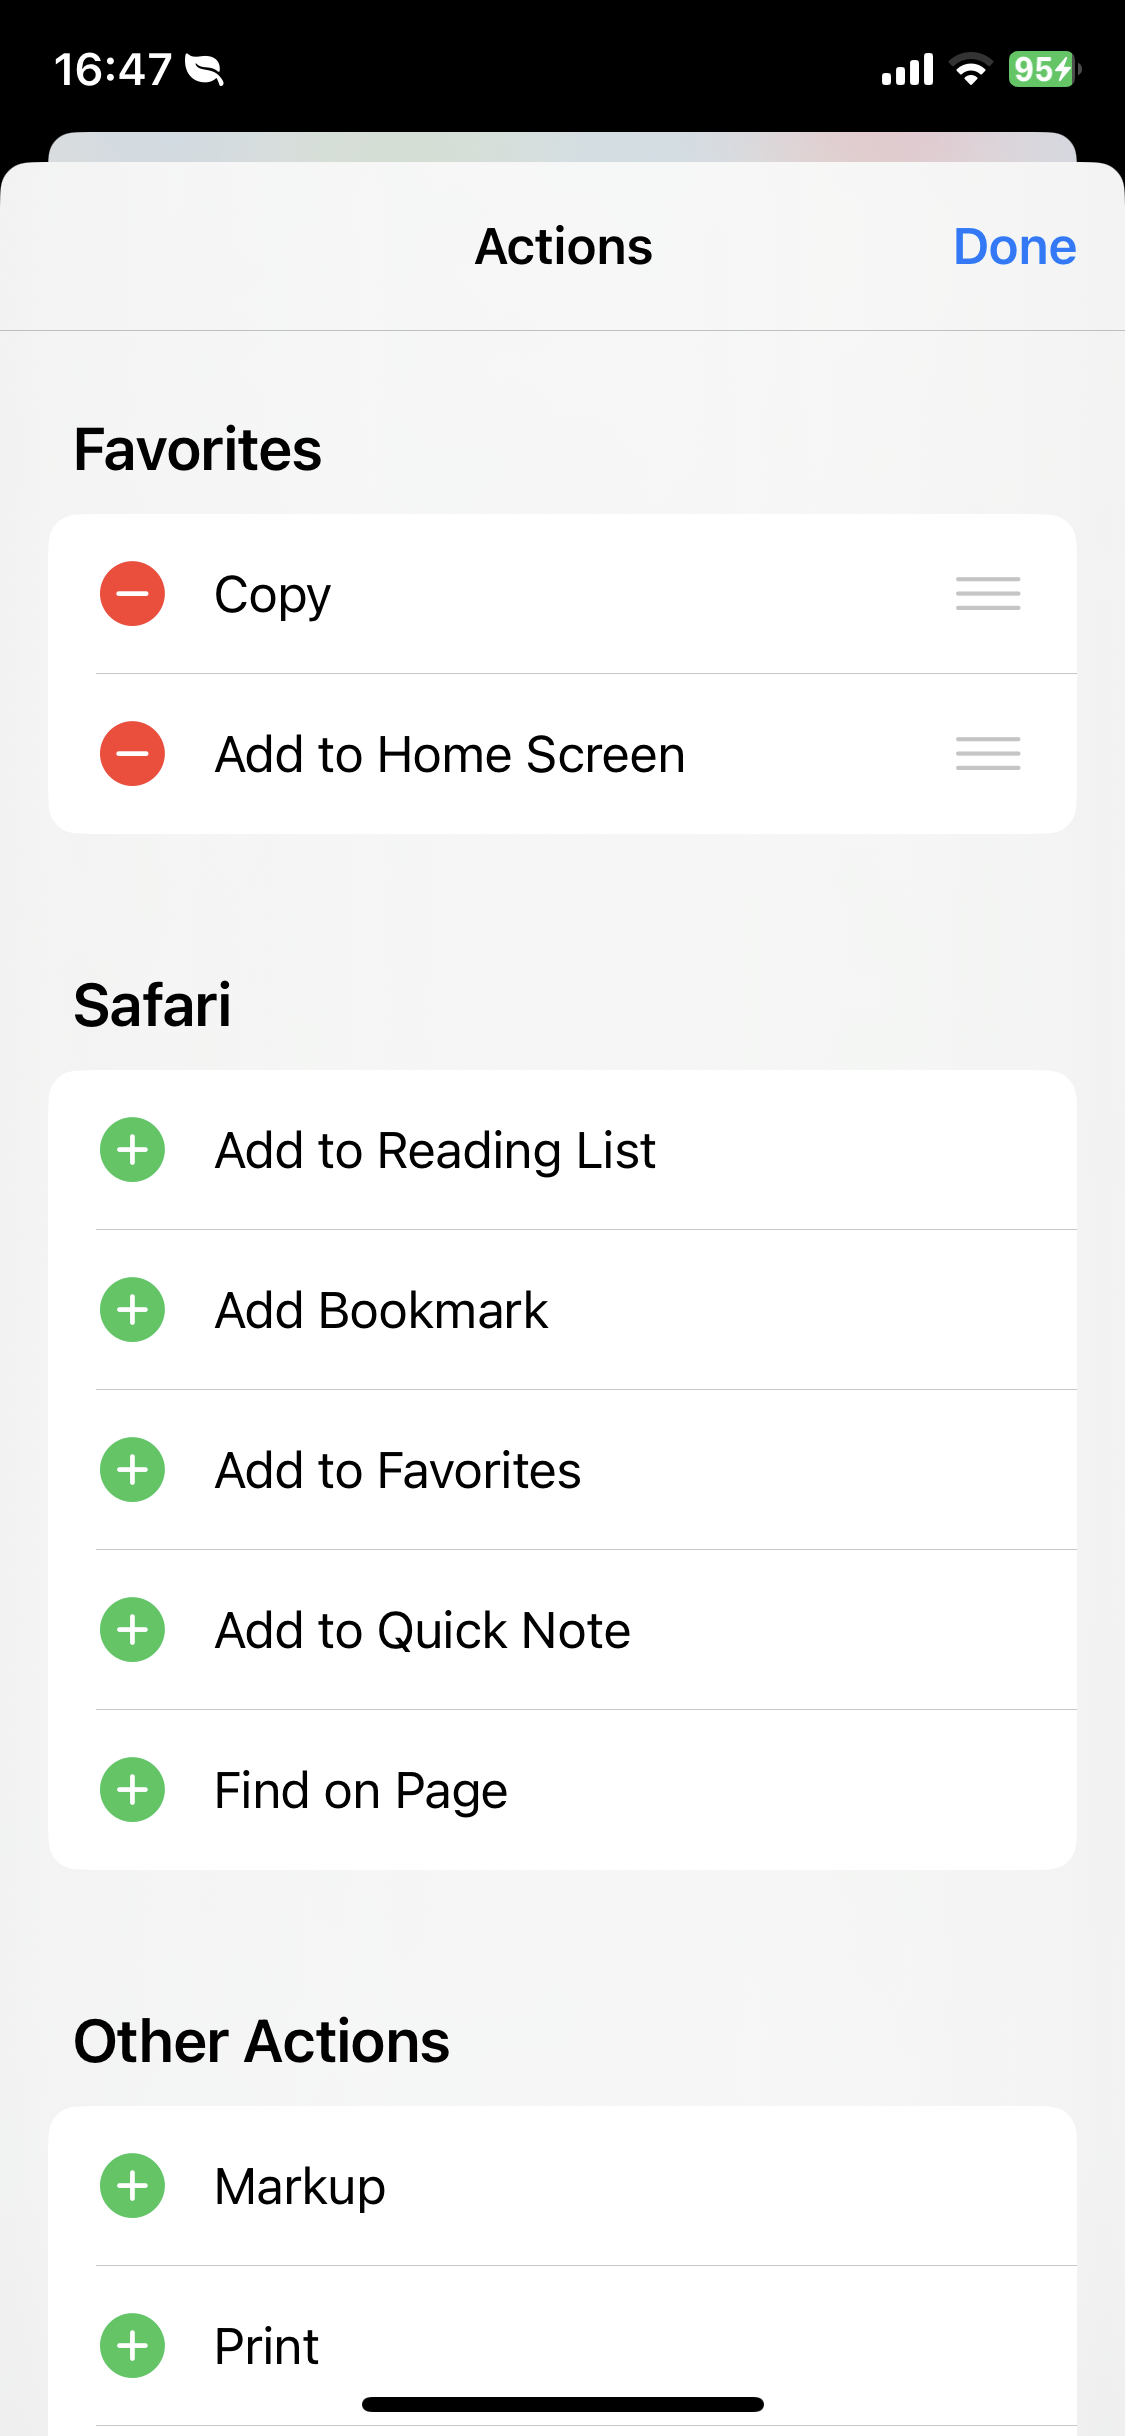 16:47
95
Actions
Done
Favorites
Copy
Add to Home Screen
Safari
Add to Reading List
Add Bookmark
Add to Favorites
Add to Quick Note
Find on Page
Other Actions
Markup
Print